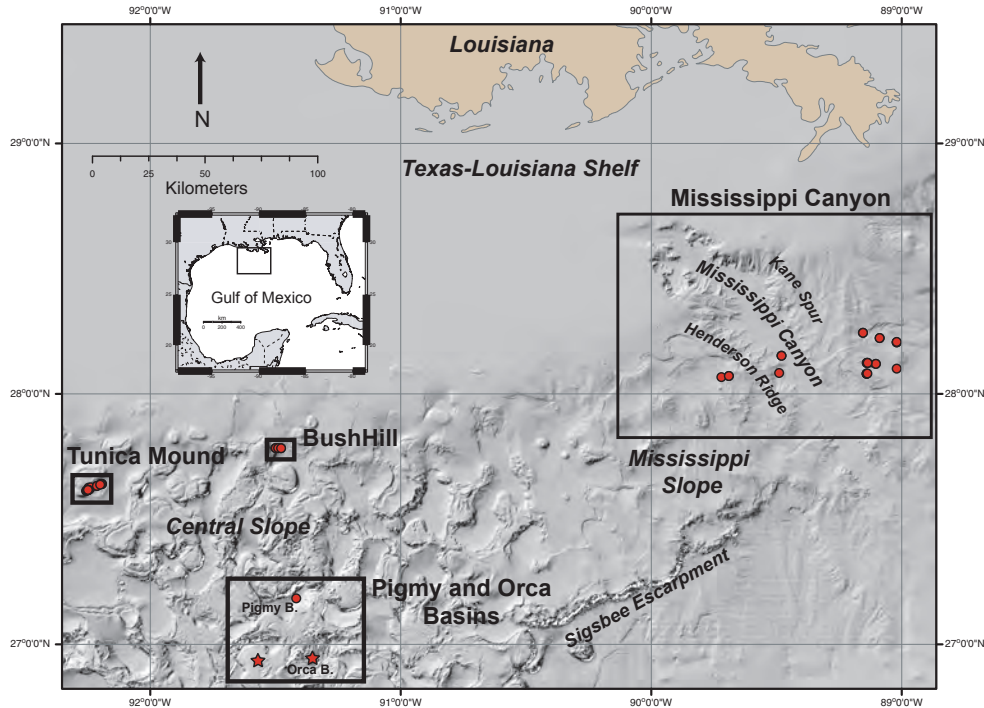 92°0'0"W 91°0'0"W 90°0'0"W 89°0'0"W
Louisiana
N
29°0'0"N 29°0'0"N
Texas-Louisiana Shelf
0 25 50 100
Kilometers
Mississippi Canyon
Kane Spur
Mississippi Canyon
Henderson Ridge
Gulf of Mexico
km
0 200 400
28°0'0"N 28°0'0"N
BushHill
Tunica Mound
Mississippi
Slope
Central Slope
Pigmy and Orca
Basins
Pigmy B.
Sigsbee Escarpment
27°0'0"N 27°0'0"N
Orca B.
92°0'0"W 91°0'0"W 90°0'0"W 89°0'0"W